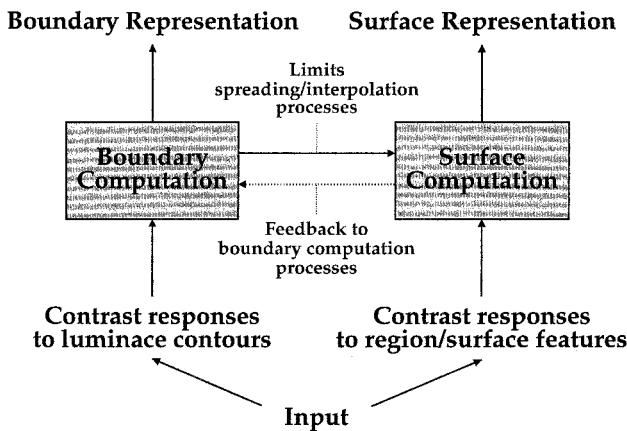 Boundary Representation
Surface Representation
Limits
spreading/interpolation
processes
Boundary
Computation
Surface
Computation
Feedback to
boundary computation
processes
Contrast responses
to luminace contours
Contrast responses
to region/surface features
Input